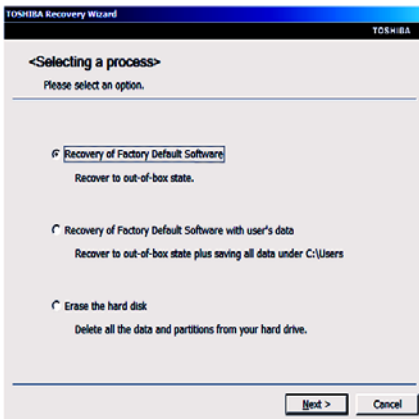 TOSHIBA Recovery Wizard
TOSHIBA
<Selecting a process>
Please select an option.
Recovery of Factory Default Software
Recover to out-of-box state.
Recovery of Factory Default Software with user's data
Recover to out-of-box state plus saving all data under C:\Users
Erase the hard disk
Delete all the data and partitions from your hard drive.
Next > Cancel